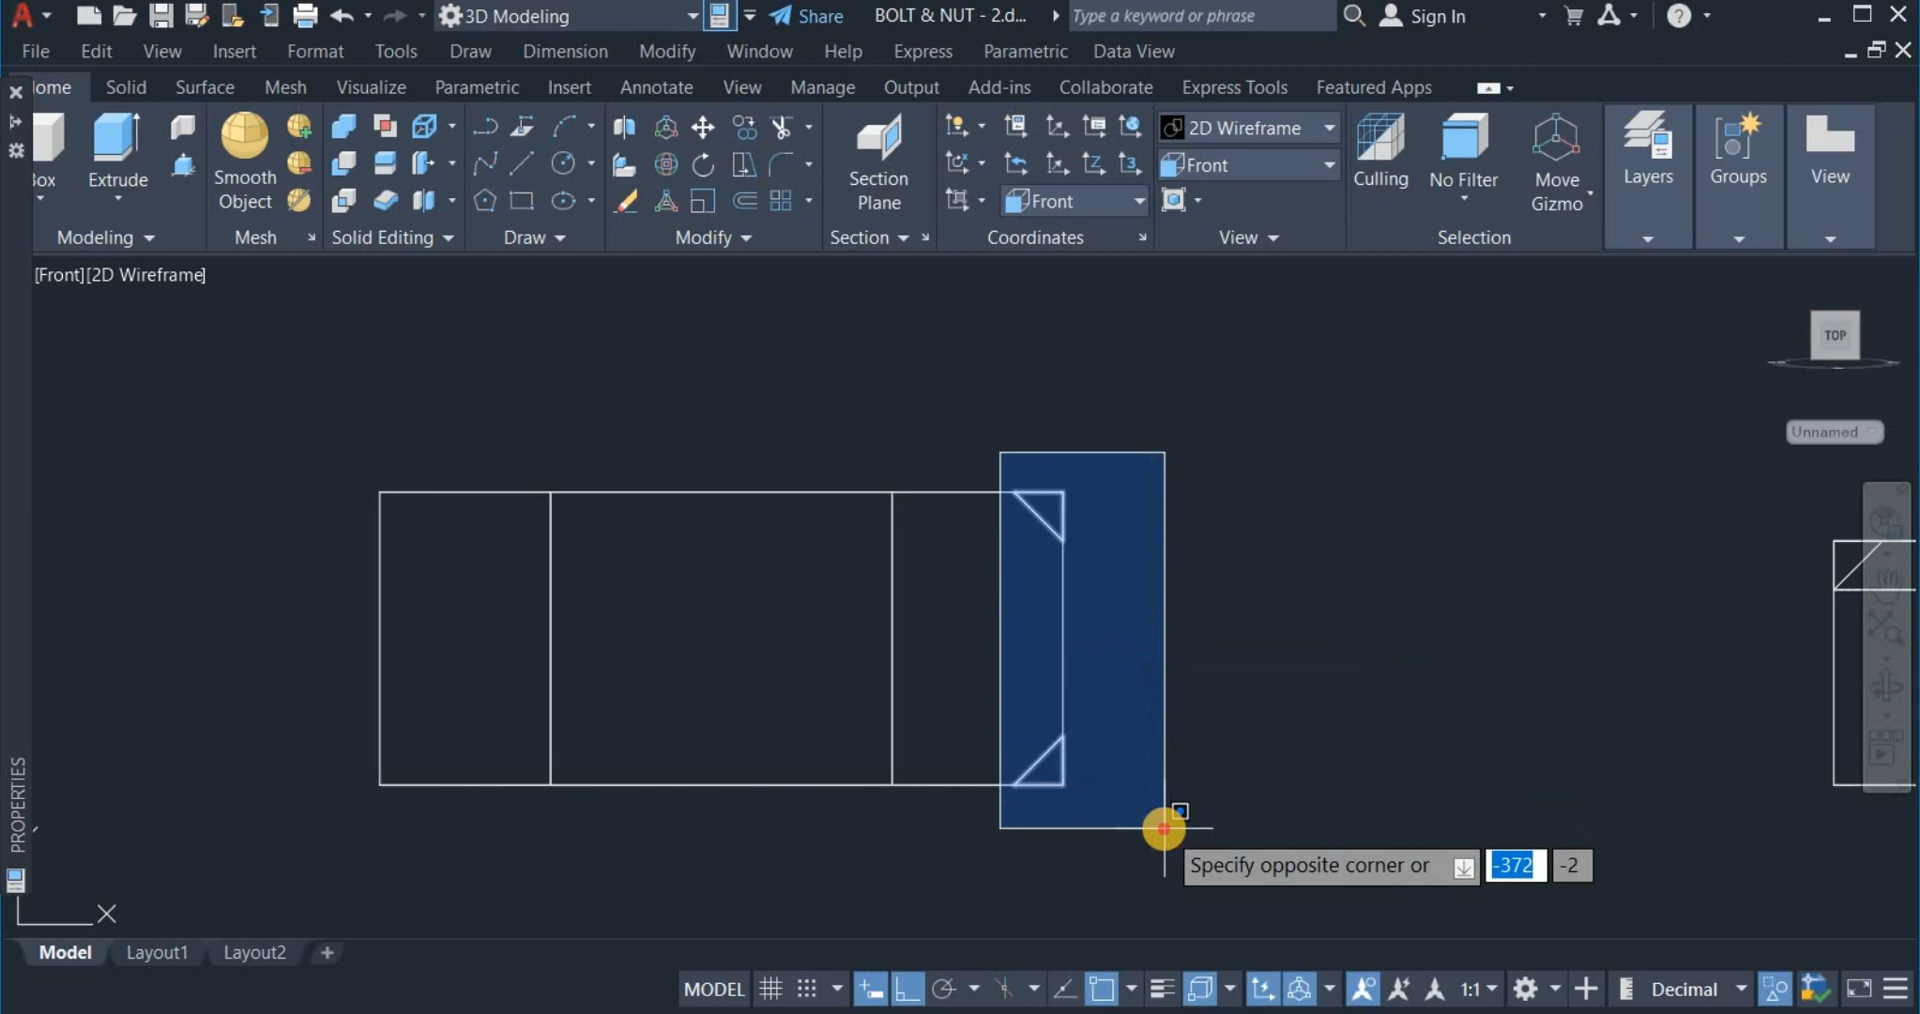 3D Modeling
Share
BOLT & NUT - 2.d...
Type a keyword or phrase
Sign In
File Edit View Insert Format Tools Draw Dimension Modify Window Help Express Parametric Data View
ome Solid Surface Mesh Mesh Visualize Parametric Insert Annotate View Manage Output Add-ins Collaborate Express Tools Featured Apps
2D Wireframe
Front
Front
Box
Extrude
Smooth
Object
Section
Plane
Culling
No Filter
Move
Gizmo
Layers
Groups
View
Modeling
Mesh
Solid Editing
Draw
Modify
Section
Coordinates
View
Selection
[Front][2D Wireframe]
TOP
Unnamed
PROPERTIES
Specify opposite corner or
-372
-2
X
Model Layout1 Layout2 +
MODEL
1:1
Decimal